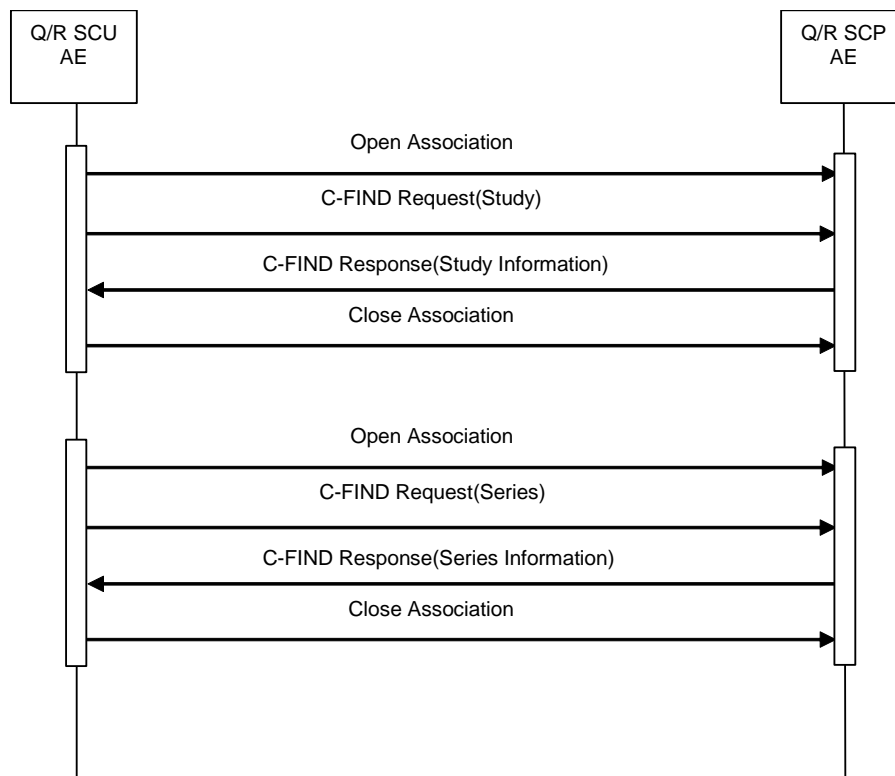 Q/R SCU
AE
Q/R SCP
AE
Open Association
C-FIND Request(Study)
C-FIND Response(Study Information)
Close Association
Open Association
C-FIND Request(Series)
C-FIND Response(Series Information)
Close Association